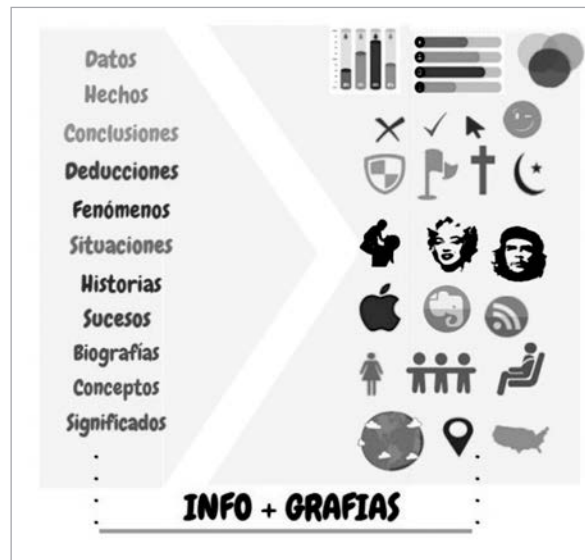 Datos
Hechos
Conclusiones
Deducciones
Fenómenos
Situaciones
Historias
Sucesos
Biografías
Conceptos
Significados
INFO + GRAFIAS